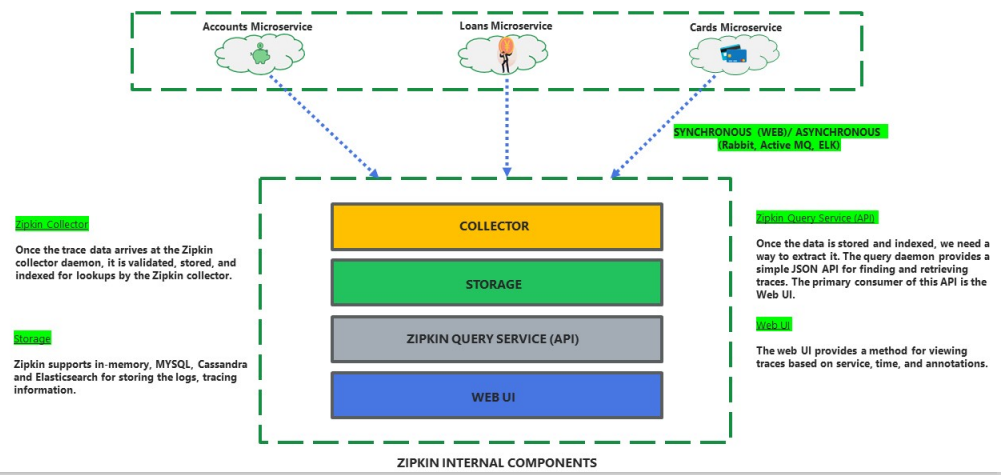 Accounts Microservice
Loans Microservice
Cards Microservice
SYNCHRONOUS (WEB)/ ASYNCHRONOUS
(Rabbit, Active MQ, ELK)
Zipkin Collector
Once the trace data arrives at the Zipkin
collector daemon, it is validated, stored, and
indexed for lookups by the Zipkin collector.
Storage
Zipkin supports in-memory, MYSQL, Cassandra
and Elasticsearch for storing the logs, tracing
information.
COLLECTOR
STORAGE
ZIPKIN QUERY SERVICE (API)
WEB UI
Zipkin Query Service (API)
Once the data is stored and indexed, we need a
way to extract it. The query daemon provides a
simple JSON API for finding and retrieving
traces. The primary consumer of this API is the
Web UI.
Web UI
The web UI provides a method for viewing
traces based on service, time, and annotations.
ZIPKIN INTERNAL COMPONENTS